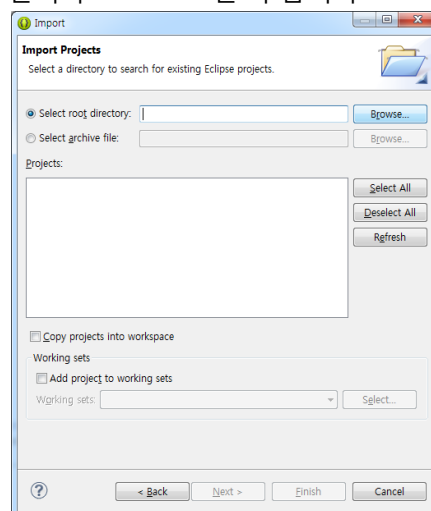 Import
Import Projects
Select a directory to search for existing Eclipse projects.
Select root directory:
Browse...
Select archive file:
Browse...
Projects:
Select All
Deselect All
Refresh
Copy projects into workspace
Working sets
Add project to working sets
Working sets:
Select...
?
< Back
Next >
Finish
Cancel